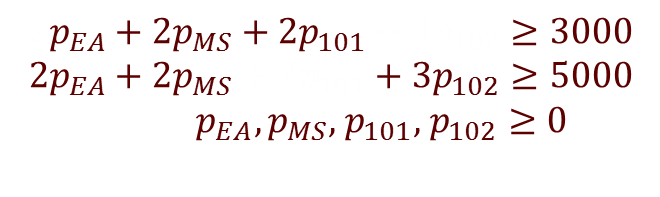 p_EA + 2p_MS + 2p_101 ≥ 3000
2p_EA + 2p_MS + 3p_102 ≥ 5000
p_EA, p_MS, p_101, p_102 ≥ 0